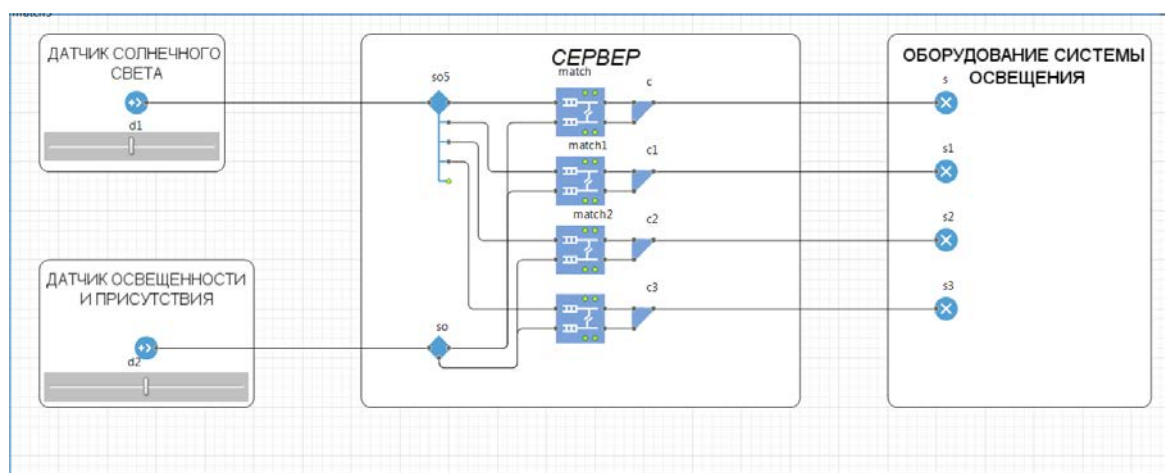 ДАТЧИК СОЛНЕЧНОГО
СВЕТА
d1
СЕРВЕР
so5
match
c
match1
c1
match2
c2
c3
so
ОБОРУДОВАНИЕ СИСТЕМЫ
ОСВЕЩЕНИЯ
s
s1
s2
s3
ДАТЧИК ОСВЕЩЕННОСТИ
И ПРИСУТСТВИЯ
d2